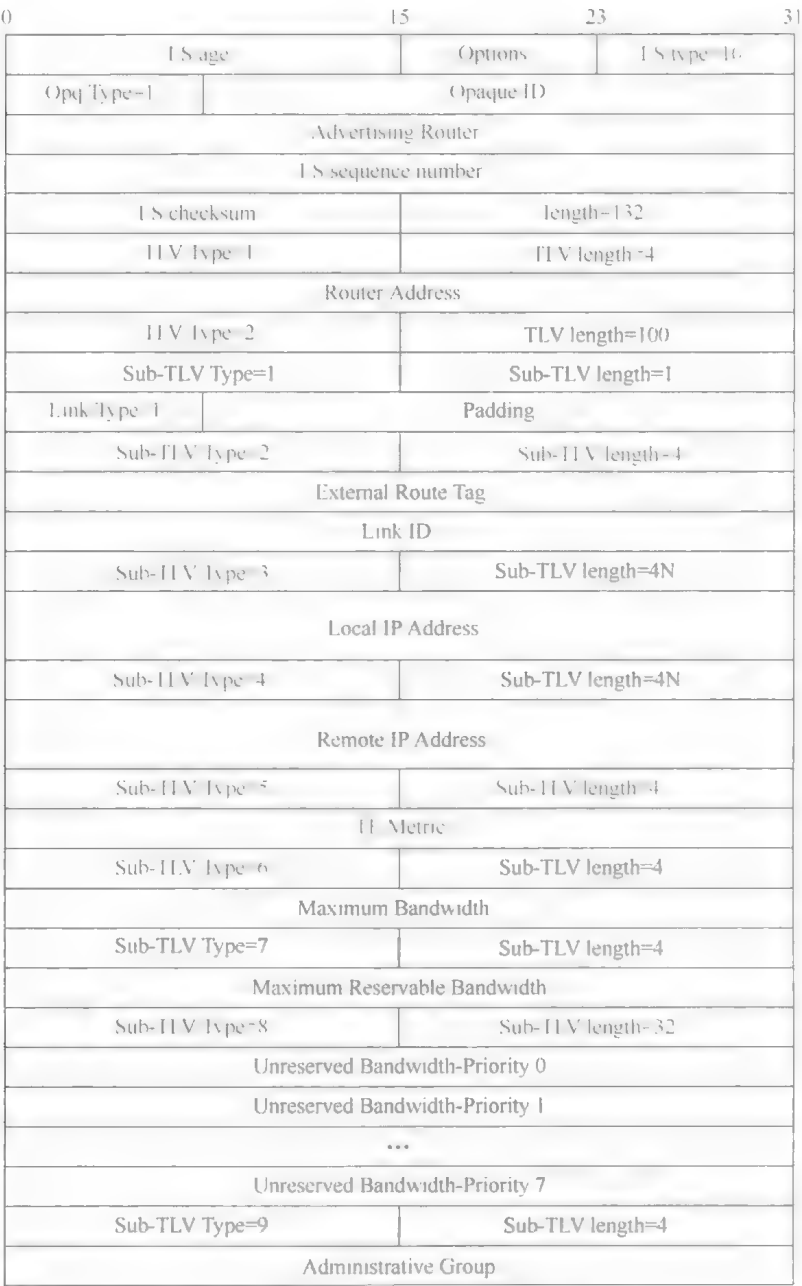 0 15 23 31
LS age Options LS type=10
Opq Type=1 Opaque ID
Advertising Router
LS sequence number
LS checksum length=132
TLV Type=1 TLV length=4
Router Address
TLV Type=2 TLV length=100
Sub-TLV Type=1 Sub-TLV length=1
Link Type=1 Padding
Sub-TLV Type=2 Sub-TLV length=4
External Route Tag
Link ID
Sub-TLV Type=3 Sub-TLV length=4N
Local IP Address
Sub-TLV Type=4 Sub-TLV length=4N
Remote IP Address
Sub-TLV Type=5 Sub-TLV length=4
TE Metric
Sub-TLV Type=6 Sub-TLV length=4
Maximum Bandwidth
Sub-TLV Type=7 Sub-TLV length=4
Maximum Reservable Bandwidth
Sub-TLV Type=8 Sub-TLV length=32
Unreserved Bandwidth-Priority 0
Unreserved Bandwidth-Priority 1
...
Unreserved Bandwidth-Priority 7
Sub-TLV Type=9 Sub-TLV length=4
Administrative Group